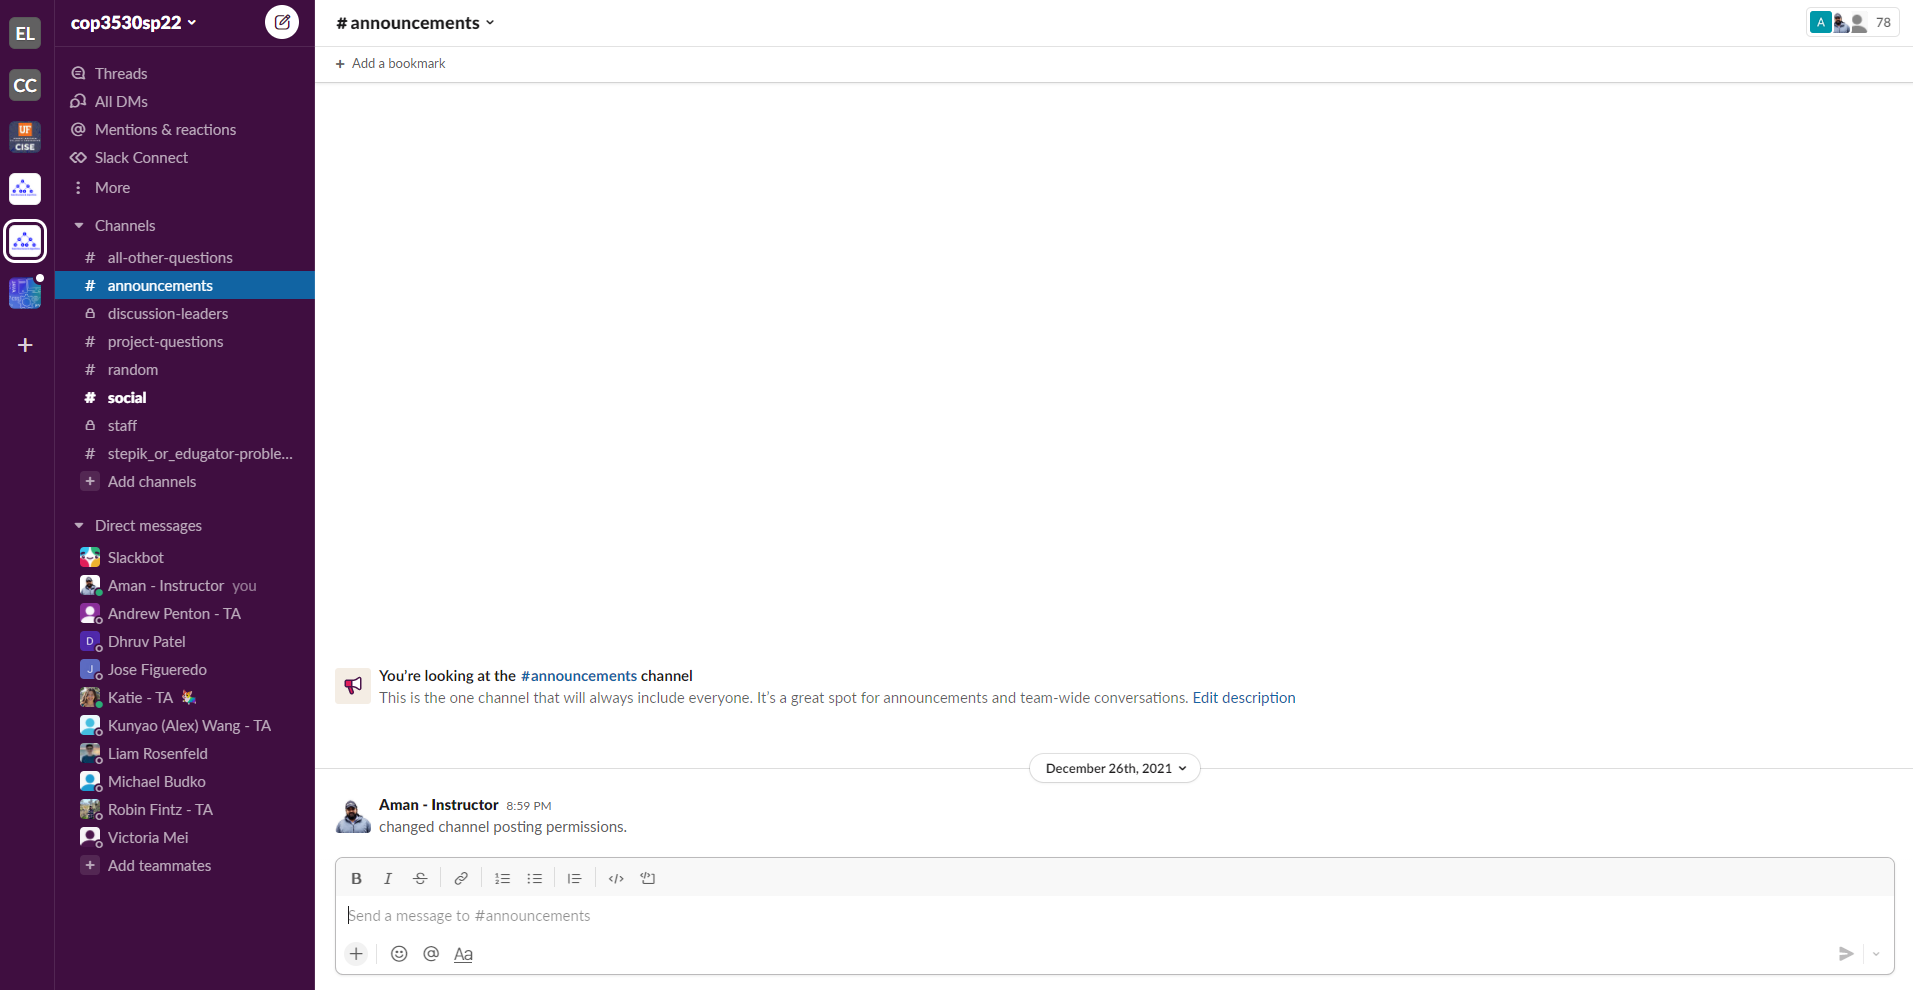 EL
CC
UF
CISE
cop3530sp22
Threads
All DMs
Mentions & reactions
Slack Connect
More
Channels
# all-other-questions
# announcements
discussion-leaders
# project-questions
# random
# social
staff
# stepik_or_edugator-proble...
+ Add channels
Direct messages
Slackbot
Aman - Instructor you
Andrew Penton - TA
D Dhruv Patel
J Jose Figueredo
Katie - TA
Kunyao (Alex) Wang - TA
Liam Rosenfeld
Michael Budko
Robin Fintz - TA
Victoria Mei
+ Add teammates
# announcements
A 78
+ Add a bookmark
You're looking at the #announcements channel
This is the one channel that will always include everyone. It's a great spot for announcements and team-wide conversations. Edit description
December 26th, 2021
Aman - Instructor 8:59 PM
changed channel posting permissions.
B I S
Send a message to #announcements
+ @ Aa